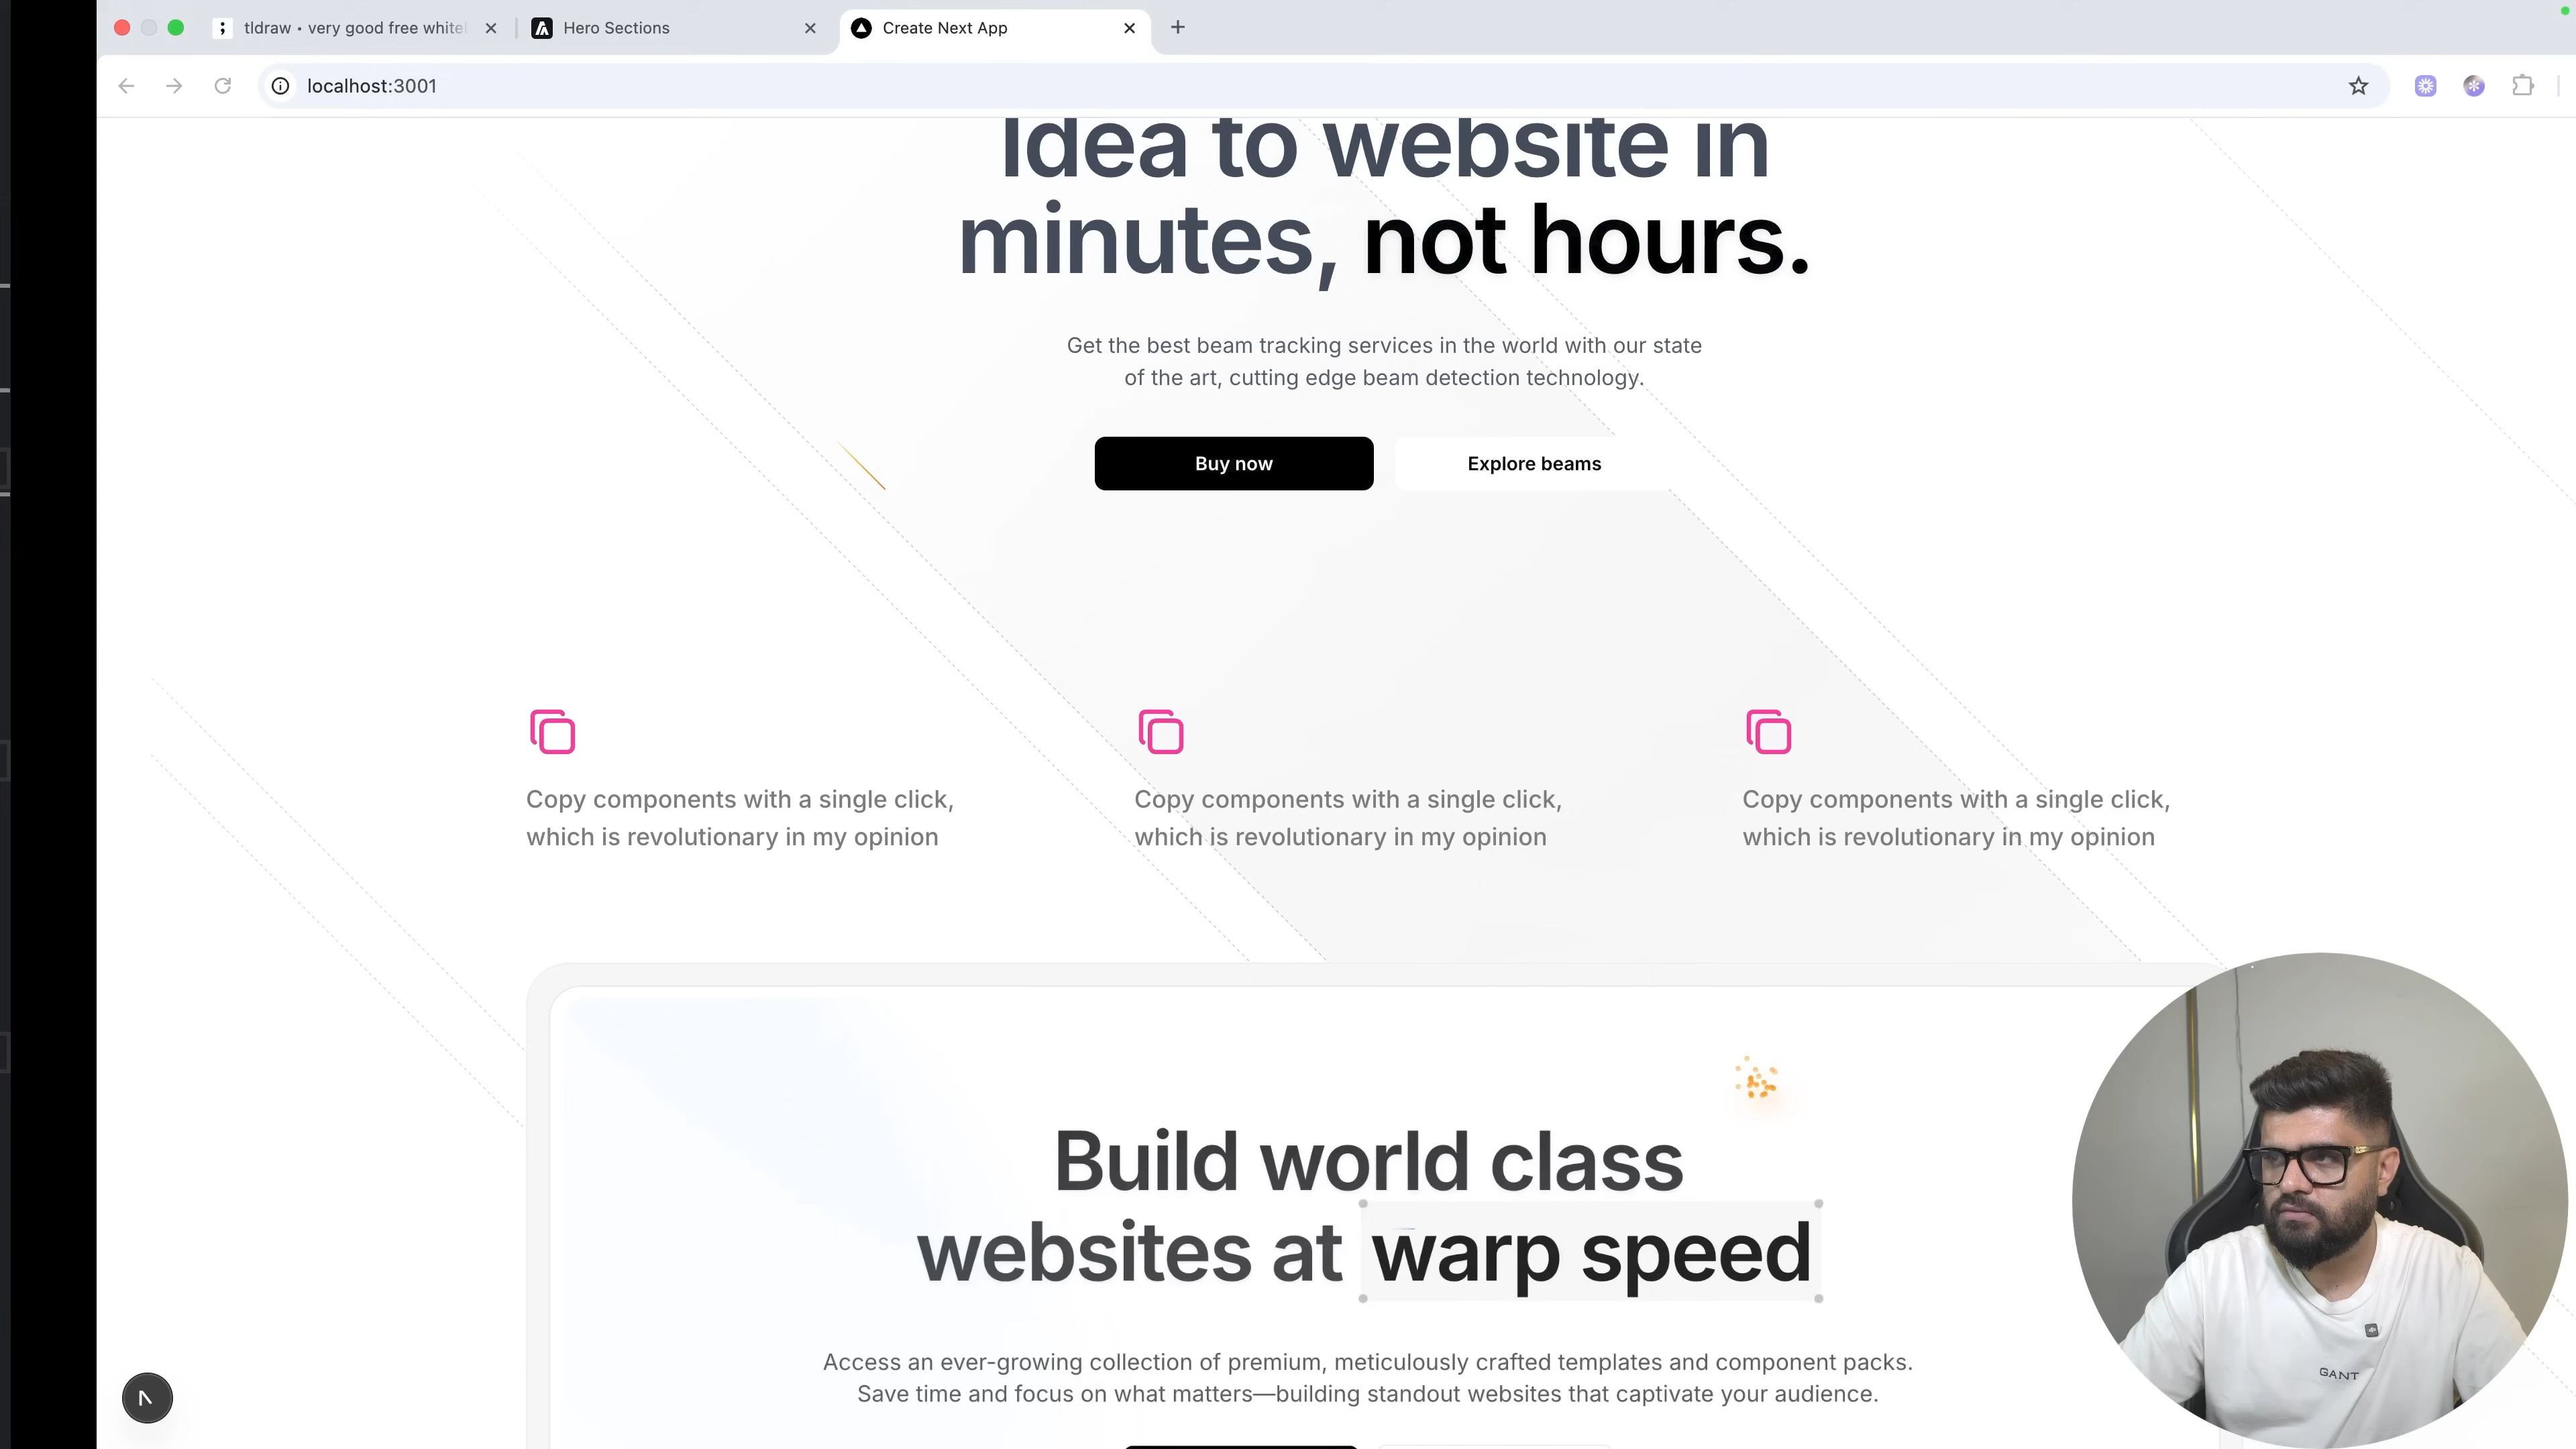 tldraw • very good free white
Hero Sections
Create Next App
localhost:3001
Idea to website in
minutes, not hours.
Get the best beam tracking services in the world with our state
of the art, cutting edge beam detection technology.
Buy now
Explore beams
Copy components with a single click,
which is revolutionary in my opinion
Copy components with a single click,
which is revolutionary in my opinion
Copy components with a single click,
which is revolutionary in my opinion
Build world class
websites at warp speed
Access an ever-growing collection of premium, meticulously crafted templates and component packs.
Save time and focus on what matters—building standout websites that captivate your audience.
GANT